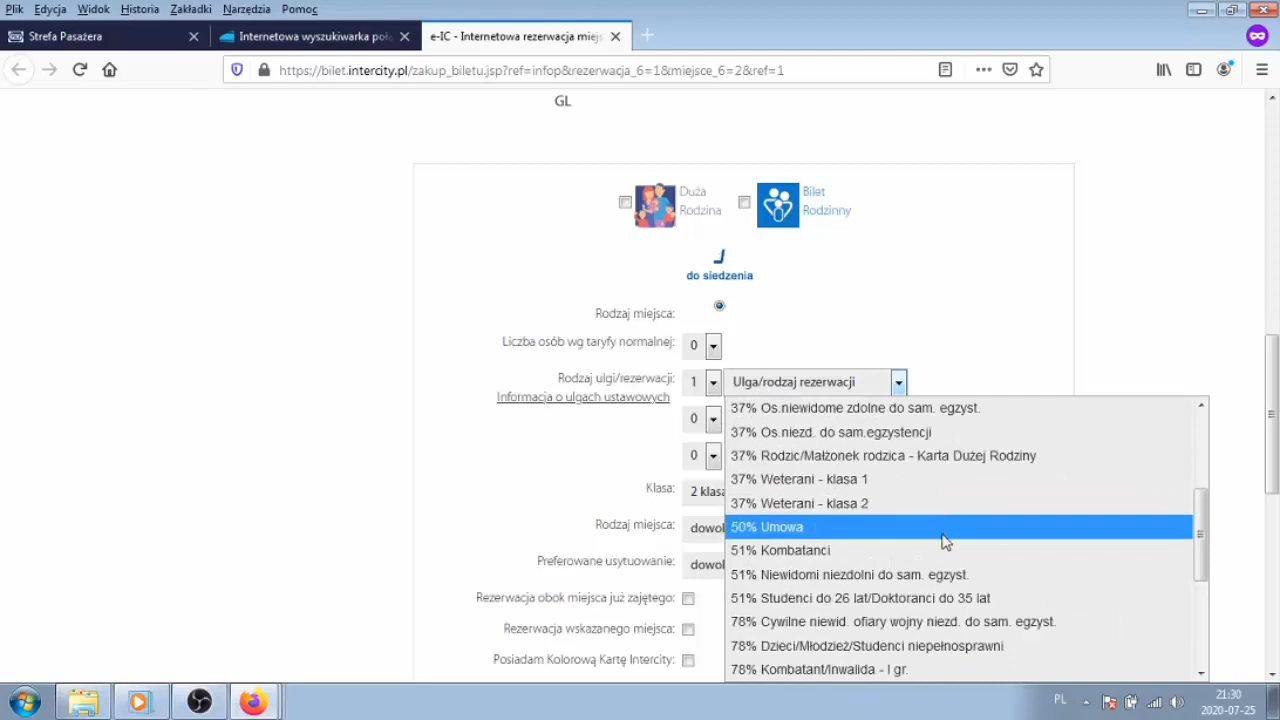 Plik Edycja Widok Historia Zakładki Narzędzia Pomoc
Strefa Pasażera
Internetowa wyszukiwarka poł
e-IC - Internetowa rezerwacja miejs
https://bilet.intercity.pl/zakup_biletu.jsp?ref=infop&rezerwacja_6=1&miejsce_6=2&ref=1
GL
Duża
Rodzina
Bilet
Rodzinny
do siedzenia
Rodzaj miejsca:
Liczba osób wg taryfy normalnej: 0
Rodzaj ulgi/rezerwacji: 1 Ulga/rodzaj rezerwacji
Informacja o ulgach ustawowych
0
0
37% Os.niewidome zdolne do sam. egzyst.
37% Os.niezd. do sam.egzystencji
37% Rodzic/Małżonek rodzica - Karta Dużej Rodziny
37% Weterani - klasa 1
37% Weterani - klasa 2
50% Umowa
51% Kombatanci
51% Niewidomi niezdolni do sam. egzyst.
51% Studenci do 26 lat/Doktoranci do 35 lat
78% Cywilne niewid. ofiary wojny niezd. do sam. egzyst.
78% Dzieci/Młodzież/Studenci niepełnosprawni
78% Kombatant/Inwalida - I gr.
Klasa: 2 klasa
Rodzaj miejsca: dowol
Preferowane usytuowanie: dowol
Rezerwacja obok miejsca już zajętego:
Rezerwacja wskazanego miejsca:
Posiadam Kolorową Kartę Intercity:
PL
21:30
2020-07-25